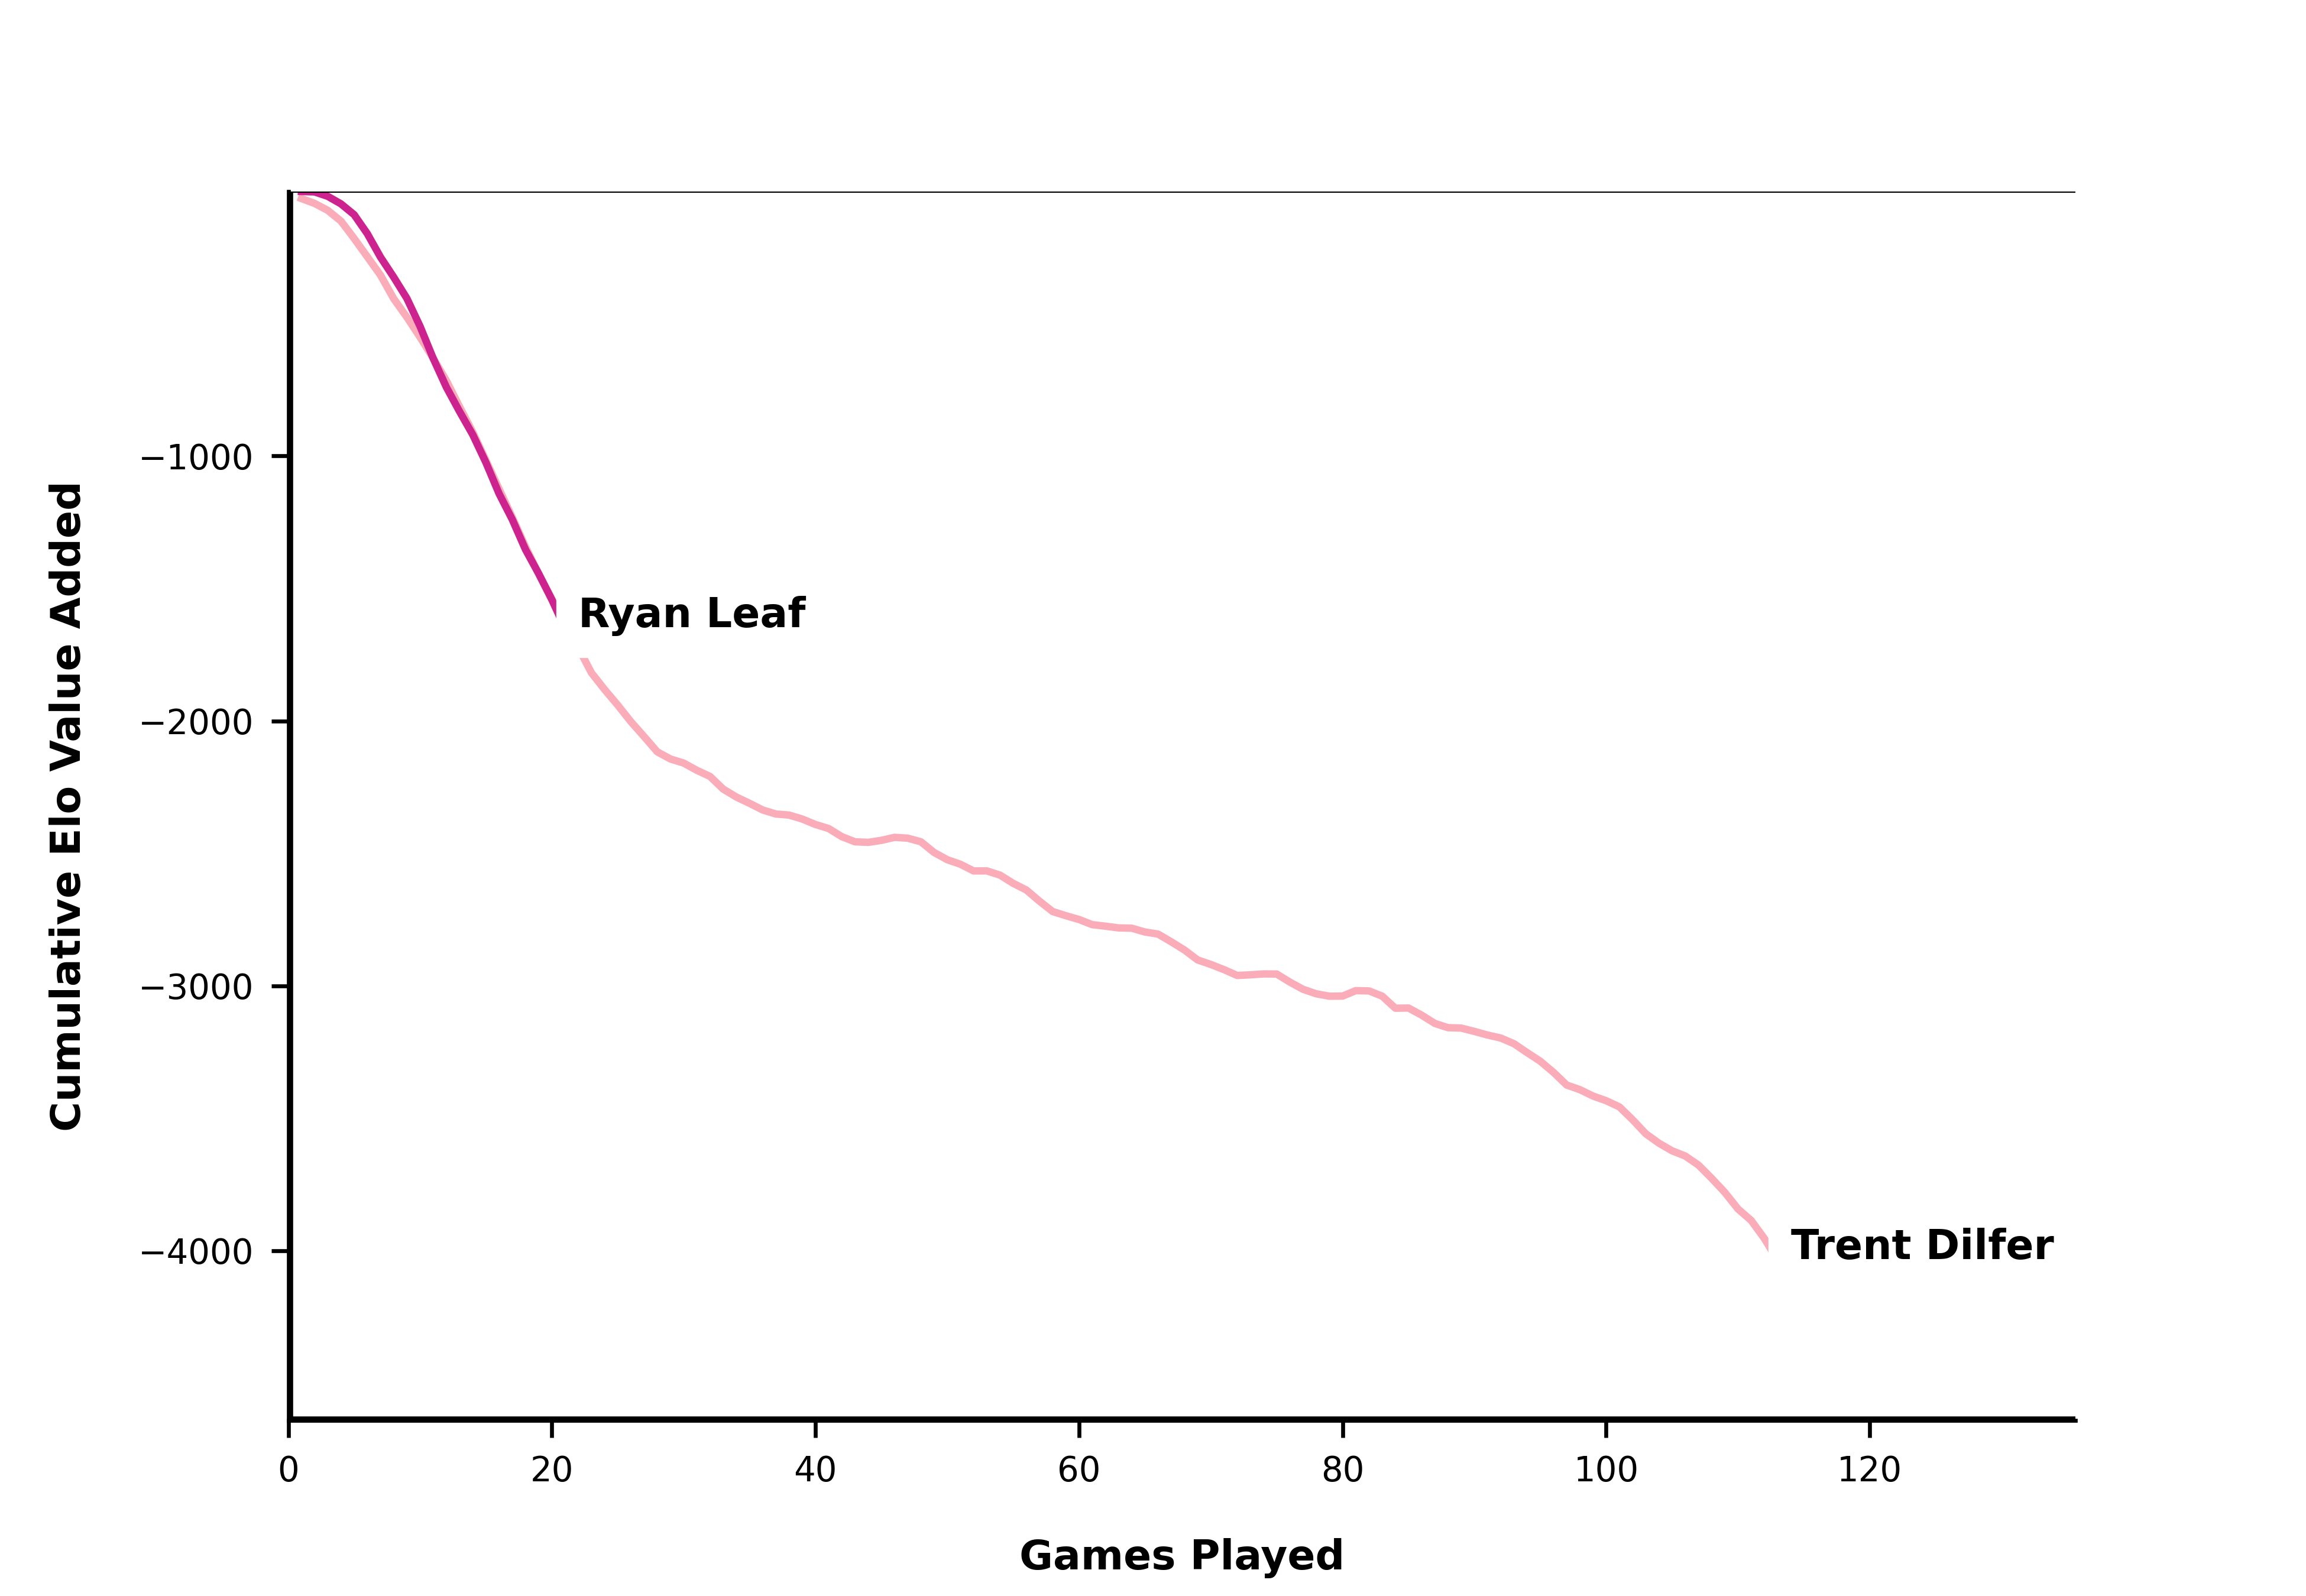 Cumulative Elo Value Added
−1000
−2000
−3000
−4000
Ryan Leaf
Trent Dilfer
0 20 40 60 80 100 120
Games Played